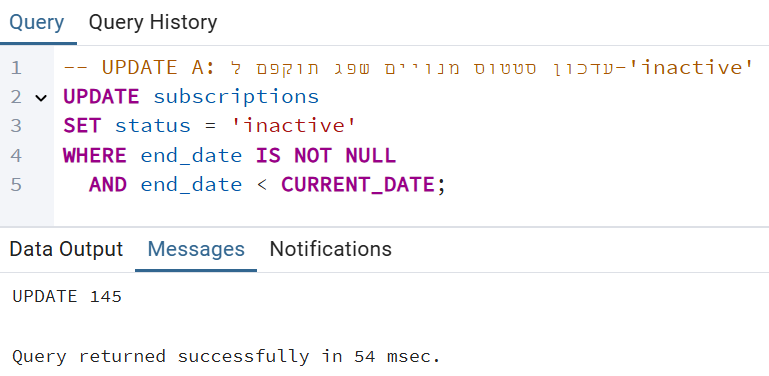 Query Query History
1 -- UPDATE A: עדכון סטטוס מנויים שפג תוקפם ל-'inactive'
2 UPDATE subscriptions
3 SET status = 'inactive'
4 WHERE end_date IS NOT NULL
5 AND end_date < CURRENT_DATE;
Data Output Messages Notifications
UPDATE 145
Query returned successfully in 54 msec.